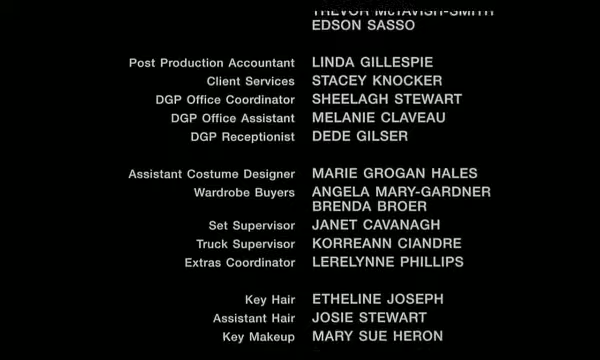 TREVOR McTAVISH-SMITH
EDSON SASSO
Post Production Accountant LINDA GILLESPIE
Client Services STACEY KNOCKER
DGP Office Coordinator SHEELAGH STEWART
DGP Office Assistant MELANIE CLAVEAU
DGP Receptionist DEDE GILSER
Assistant Costume Designer MARIE GROGAN HALES
Wardrobe Buyers ANGELA MARY-GARDNER
BRENDA BROER
Set Supervisor JANET CAVANAGH
Truck Supervisor KORREANN CIANDRE
Extras Coordinator LERELYNNE PHILLIPS
Key Hair ETHELINE JOSEPH
Assistant Hair JOSIE STEWART
Key Makeup MARY SUE HERON